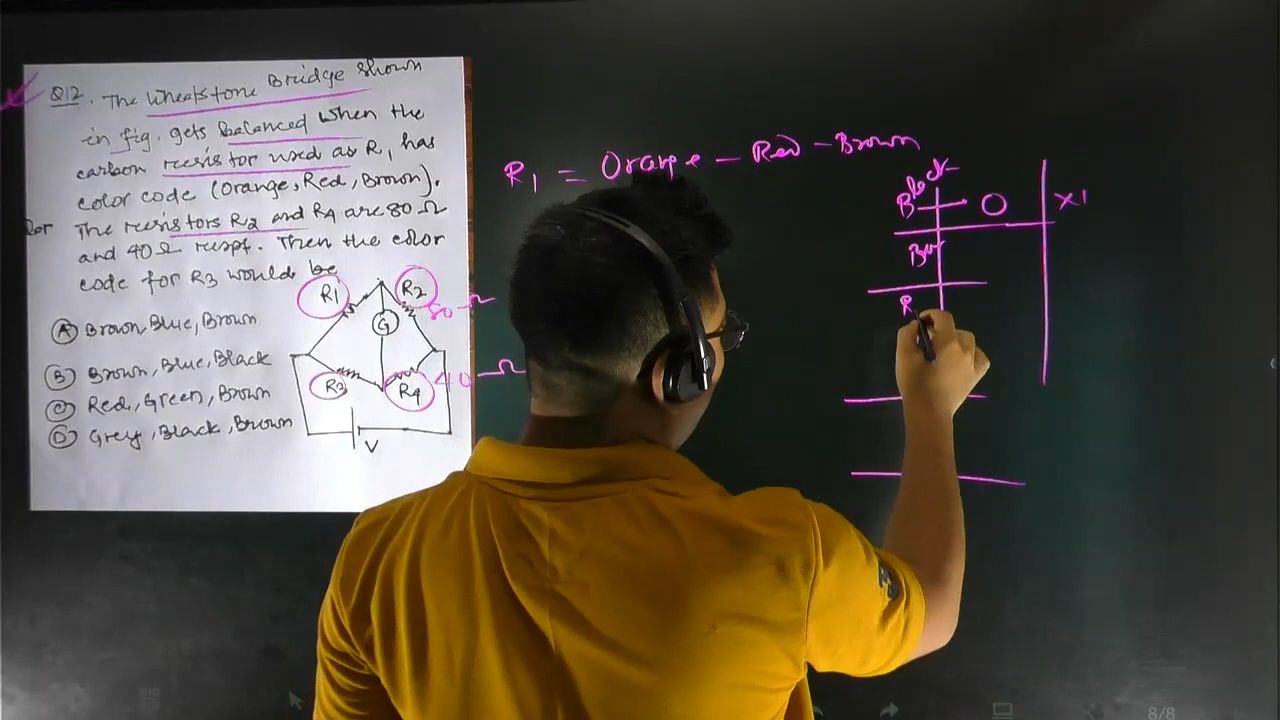 Q12. The Wheatstone Bridge shown
in fig. gets balanced when the
carbon resistor used as R1 has
color code (Orange, Red, Brown).
The resistors R2 and R4 are 80 Ω
and 40 Ω respt. Then the color
code for R3 would be
R1
R2
80 Ω
G
R3
R4
40 Ω
V
(A) Brown, Blue, Brown
(B) Brown, Blue, Black
(C) Red, Green, Brown
(D) Grey, Black, Brown
R1 = Orange - Red - Brown
0 X1
R
8/8